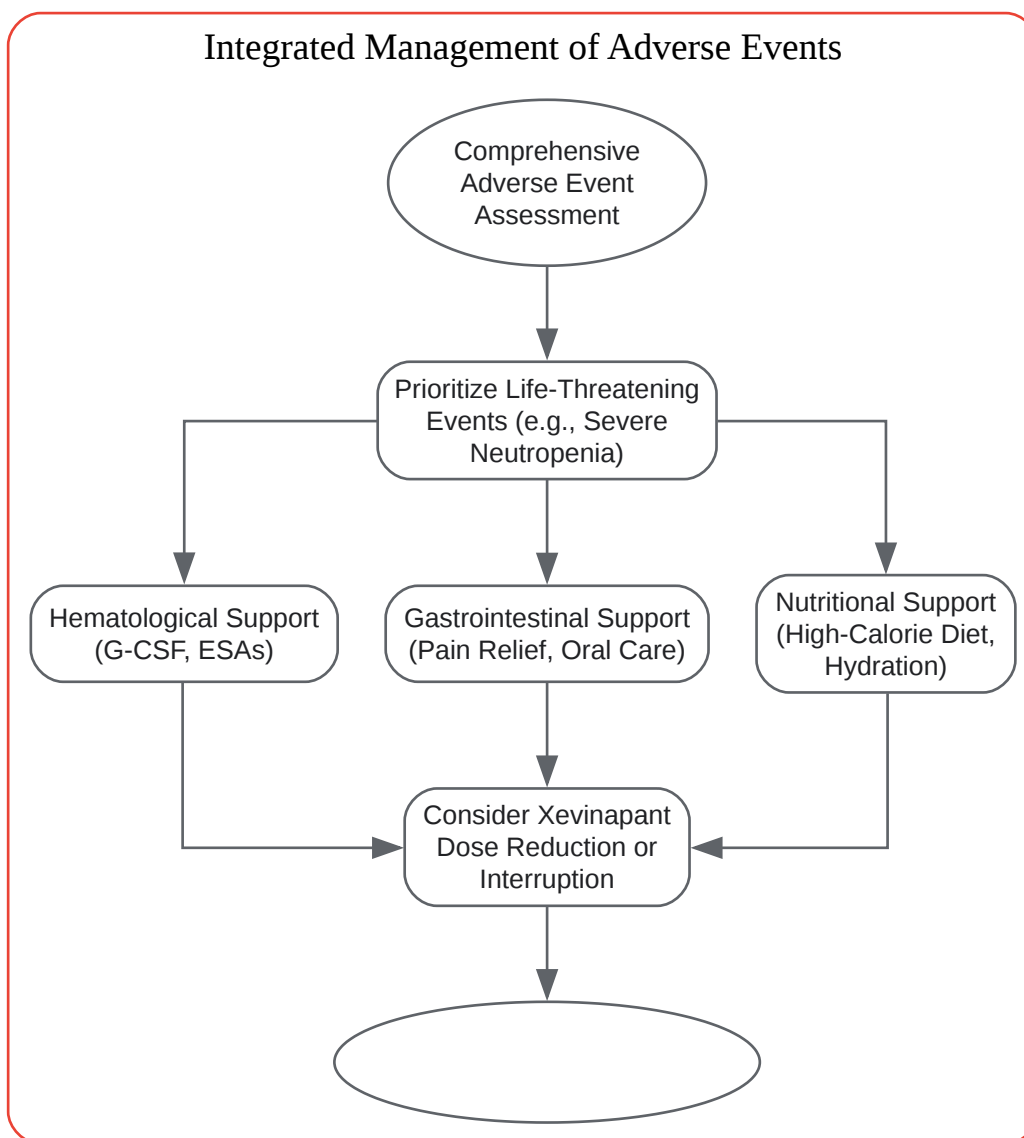 Integrated Management of Adverse Events
Comprehensive
Adverse Event
Assessment
Prioritize Life-Threatening
Events (e.g., Severe
Neutropenia)
Hematological Support
(G-CSF, ESAs)
Gastrointestinal Support
(Pain Relief, Oral Care)
Nutritional Support
(High-Calorie Diet,
Hydration)
Consider Xevinapant
Dose Reduction or
Interruption